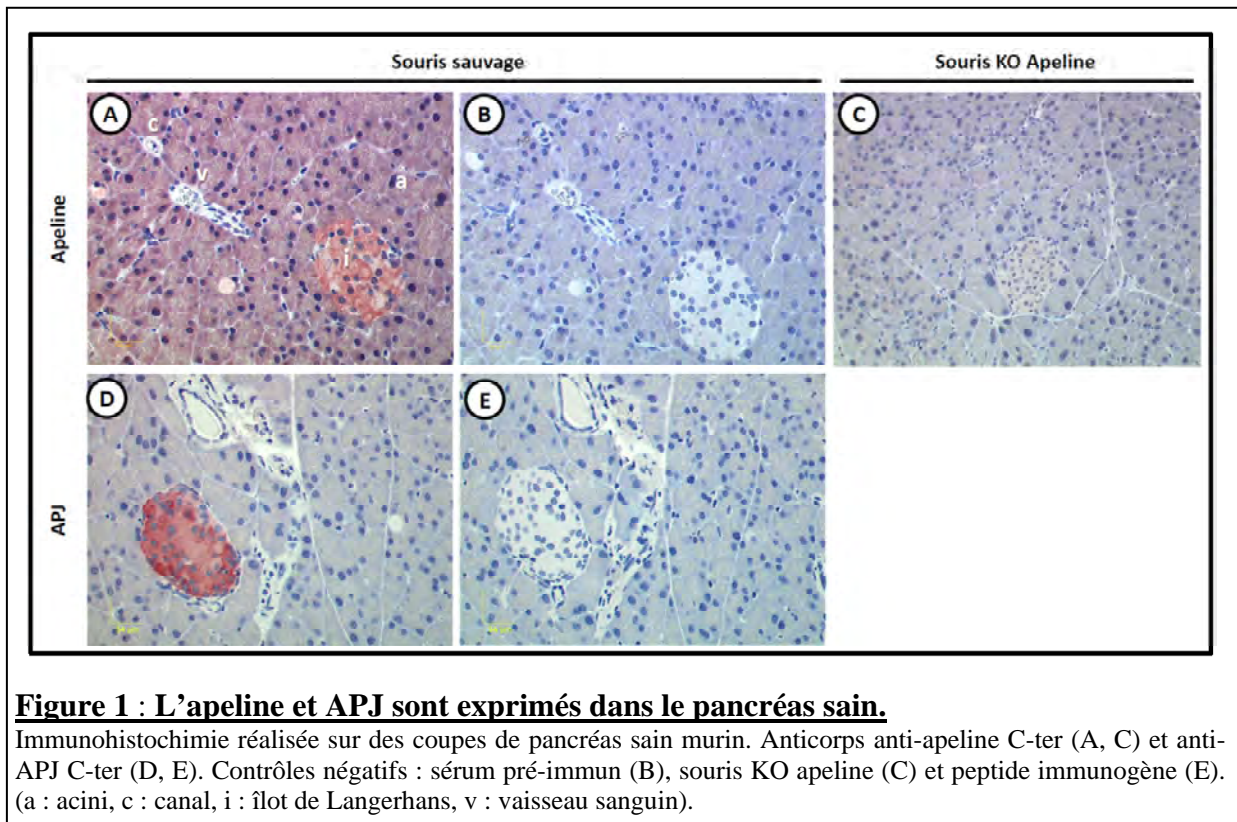 Souris sauvage
Souris KO Apeline
Apeline
A
c
v
a
i
B
C
APJ
D
E
Figure 1 : L'apeline et APJ sont exprimés dans le pancréas sain.
Immunohistochimie réalisée sur des coupes de pancréas sain murin. Anticorps anti-apeline C-ter (A, C) et anti-
APJ C-ter (D, E). Contrôles négatifs : sérum pré-immun (B), souris KO apeline (C) et peptide immunogène (E).
(a : acini, c : canal, i : îlot de Langerhans, v : vaisseau sanguin).